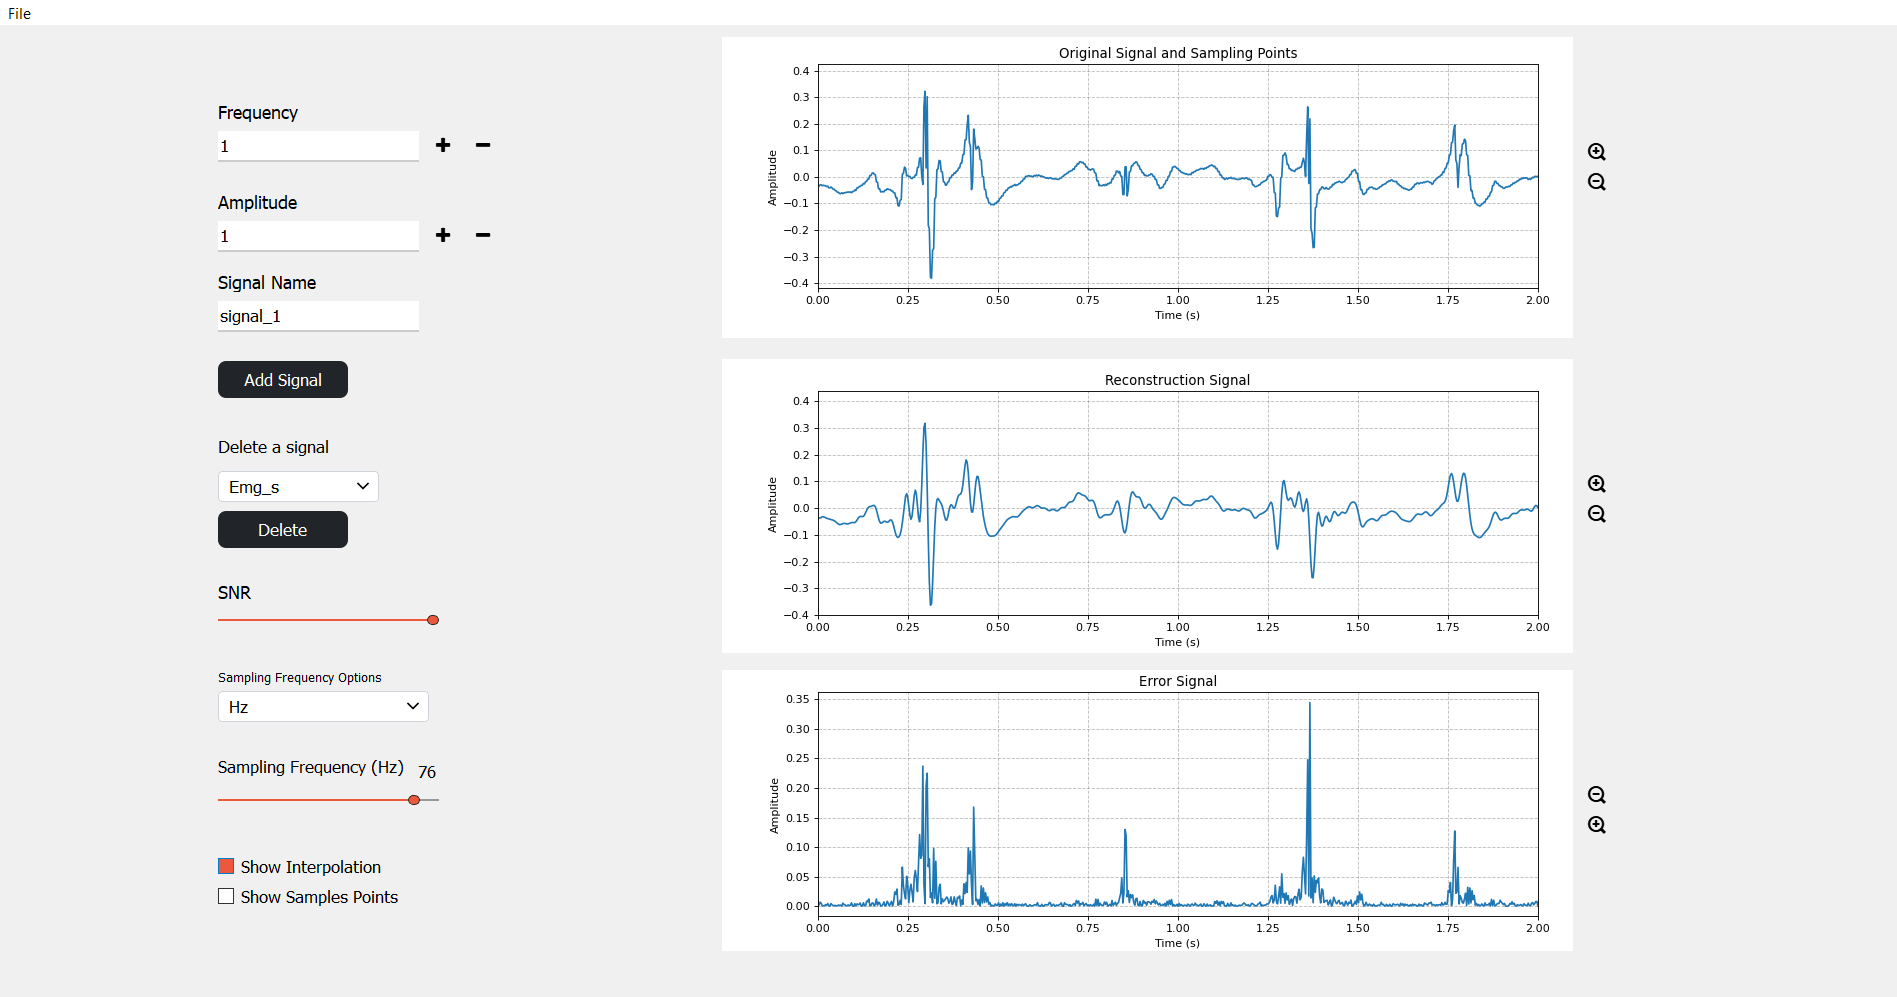 File
Frequency
1
Amplitude
1
Signal Name
signal_1
Add Signal
Delete a signal
Emg_s
Delete
SNR
Sampling Frequency Options
Hz
Sampling Frequency (Hz) 76
Show Interpolation
Show Samples Points
Original Signal and Sampling Points
0.4
0.3
0.2
0.1
0.0
−0.1
−0.2
−0.3
−0.4
Amplitude
0.00 0.25 0.50 0.75 1.00 1.25 1.50 1.75 2.00
Time (s)
Reconstruction Signal
0.4
0.3
0.2
0.1
0.0
−0.1
−0.2
−0.3
−0.4
Amplitude
0.00 0.25 0.50 0.75 1.00 1.25 1.50 1.75 2.00
Time (s)
Error Signal
0.35
0.30
0.25
0.20
0.15
0.10
0.05
0.00
Amplitude
0.00 0.25 0.50 0.75 1.00 1.25 1.50 1.75 2.00
Time (s)